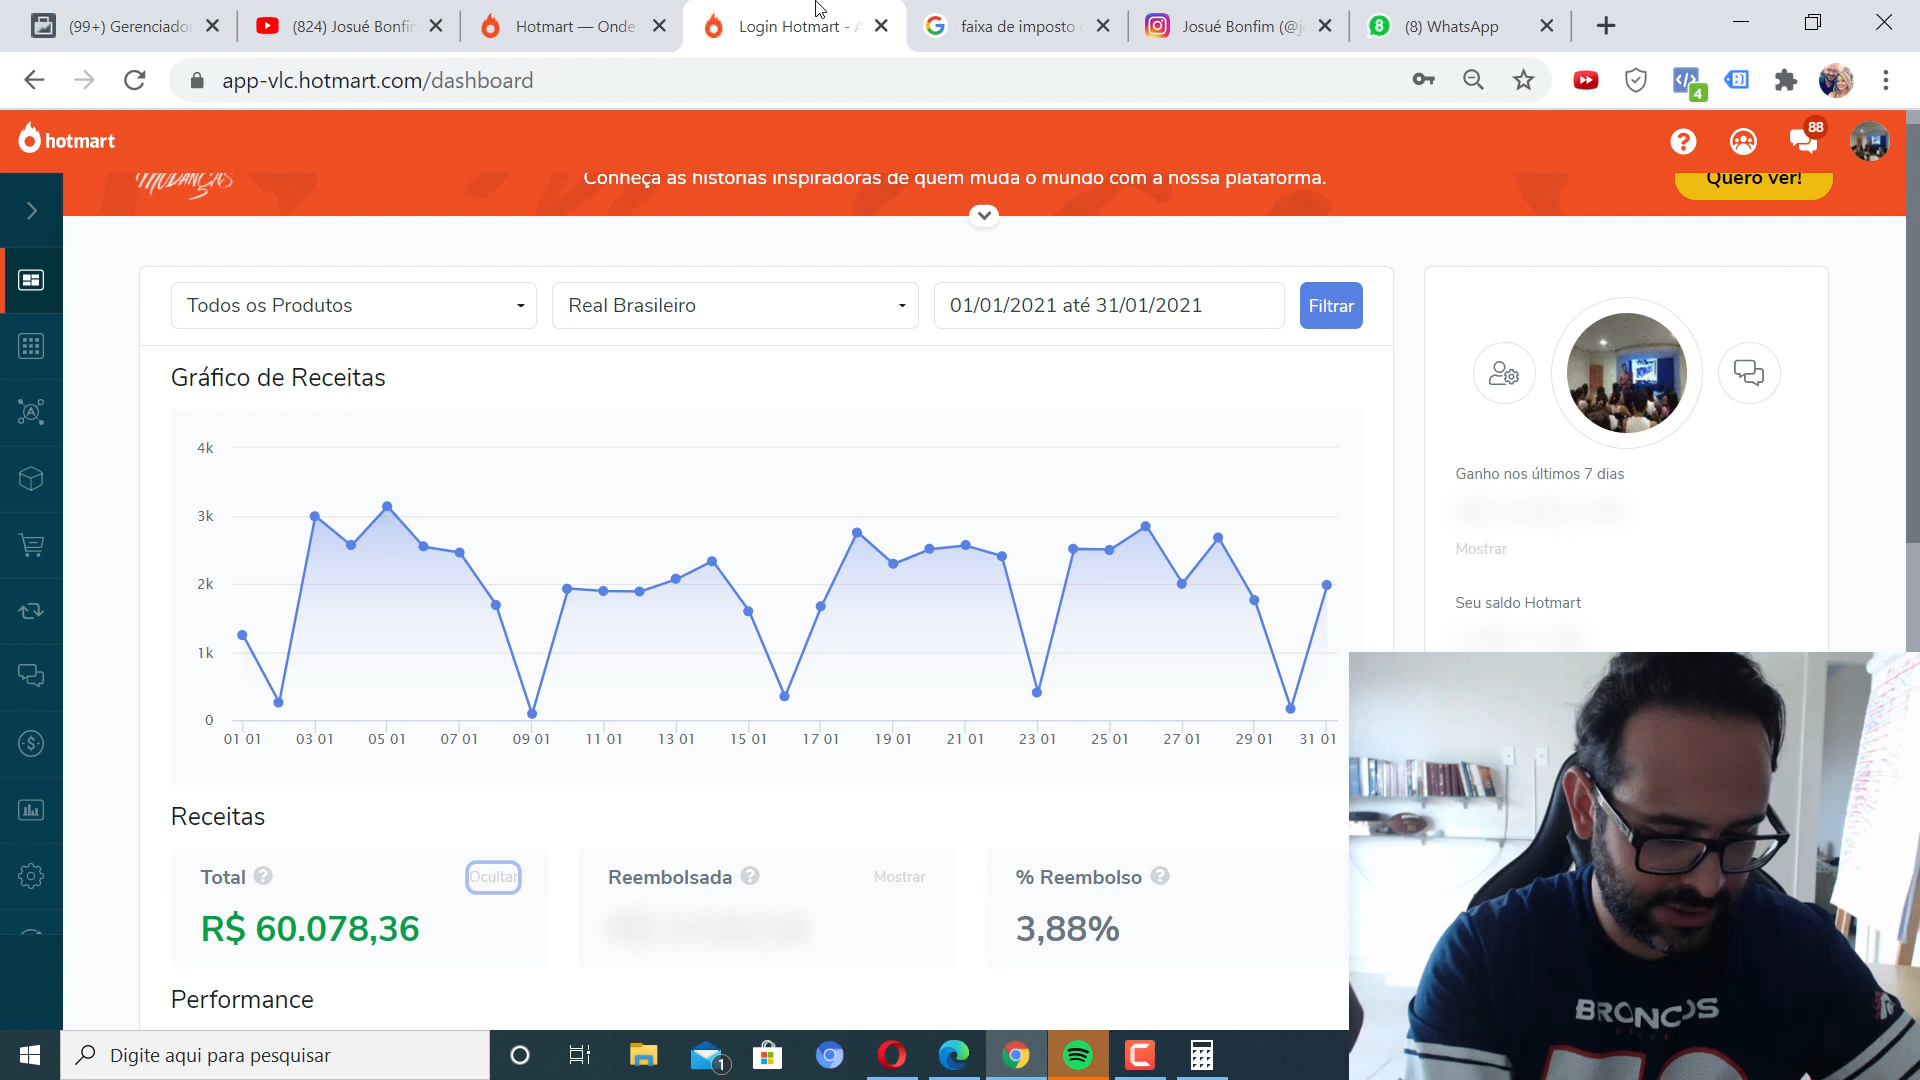 (99+) Gerenciador
(824) Josué Bonfin
Hotmart — Onde
Login Hotmart - A
faixa de imposto
Josué Bonfim (@j
(8) WhatsApp
app-vlc.hotmart.com/dashboard
4
hotmart
88
MUDANÇAS
Conheça as histórias inspiradoras de quem muda o mundo com a nossa plataforma.
Quero ver!
Todos os Produtos
Real Brasileiro
01/01/2021 até 31/01/2021
Filtrar
Gráfico de Receitas
4k
3k
2k
1k
0
01 01 03 01 05 01 07 01 09 01 11 01 13 01 15 01 17 01 19 01 21 01 23 01 25 01 27 01 29 01 31 01
Ganho nos últimos 7 dias
Mostrar
Seu saldo Hotmart
Receitas
Total
Ocultar
R$ 60.078,36
Reembolsada
Mostrar
% Reembolso
3,88%
Performance
BRONCOS
Digite aqui para pesquisar
1